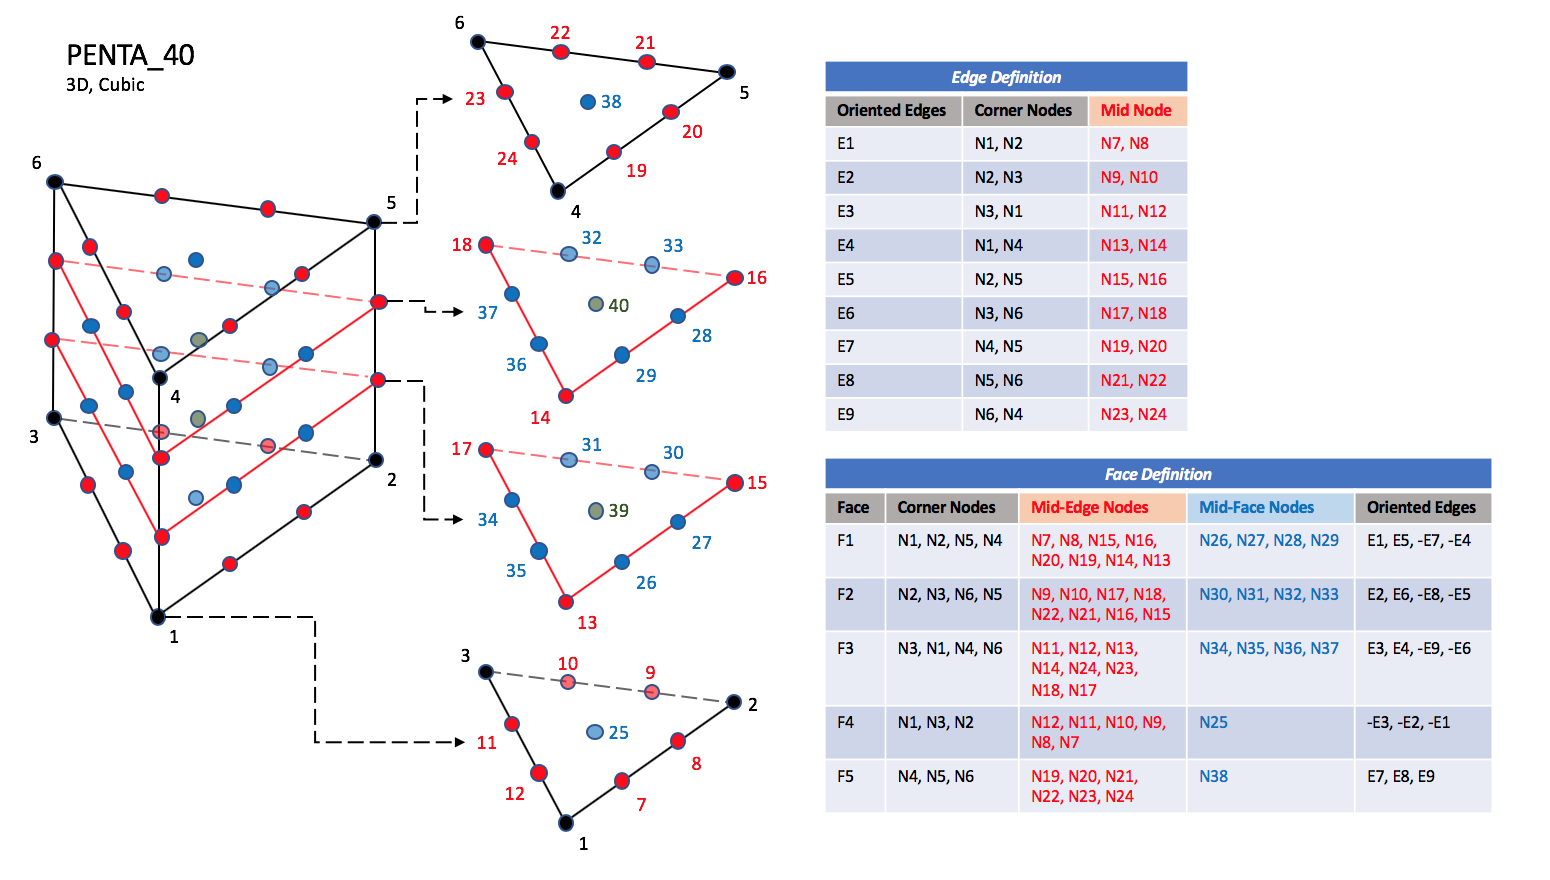 PENTA_40
3D, Cubic
6
5
4
3
2
1
6
22
21
5
23
38
20
24
19
4
18
32
33
16
37
40
28
36
29
14
17
31
30
15
34
39
27
35
26
13
3
10
9
2
11
25
8
12
7
1
Edge Definition
Oriented Edges Corner Nodes Mid Node
E1 N1, N2 N7, N8
E2 N2, N3 N9, N10
E3 N3, N1 N11, N12
E4 N1, N4 N13, N14
E5 N2, N5 N15, N16
E6 N3, N6 N17, N18
E7 N4, N5 N19, N20
E8 N5, N6 N21, N22
E9 N6, N4 N23, N24
Face Definition
Face Corner Nodes Mid-Edge Nodes Mid-Face Nodes Oriented Edges
F1 N1, N2, N5, N4 N7, N8, N15, N16, N26, N27, N28, N29 E1, E5, -E7, -E4
N20, N19, N14, N13
F2 N2, N3, N6, N5 N9, N10, N17, N18, N30, N31, N32, N33 E2, E6, -E8, -E5
N22, N21, N16, N15
F3 N3, N1, N4, N6 N11, N12, N13, N34, N35, N36, N37 E3, E4, -E9, -E6
N14, N24, N23,
N18, N17
F4 N1, N3, N2 N12, N11, N10, N9, N25 -E3, -E2, -E1
N8, N7
F5 N4, N5, N6 N19, N20, N21, N38 E7, E8, E9
N22, N23, N24